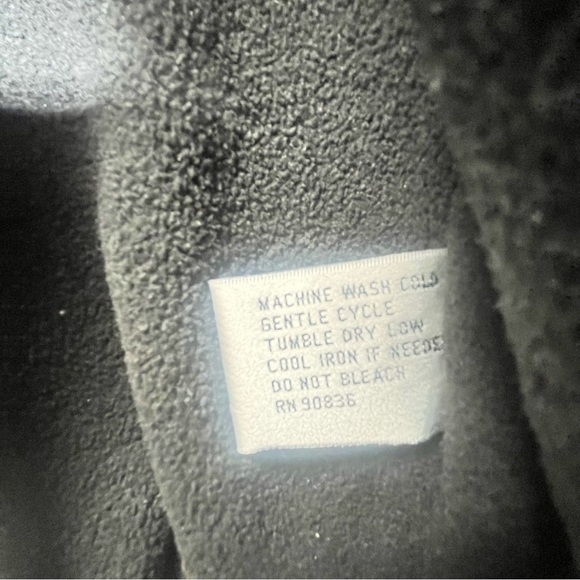 MACHINE WASH COLD
GENTLE CYCLE
TUMBLE DRY LOW
COOL IRON IF NEEDED
DO NOT BLEACH
RN 90836